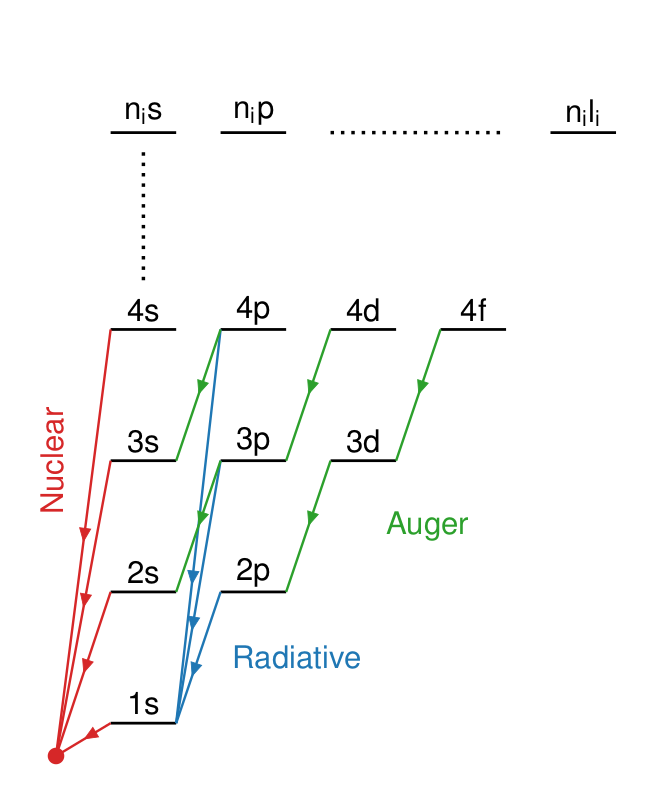 nᵢs
nᵢp
nᵢlᵢ
4s
4p
4d
4f
3s
3p
3d
Nuclear
Auger
2s
2p
Radiative
1s